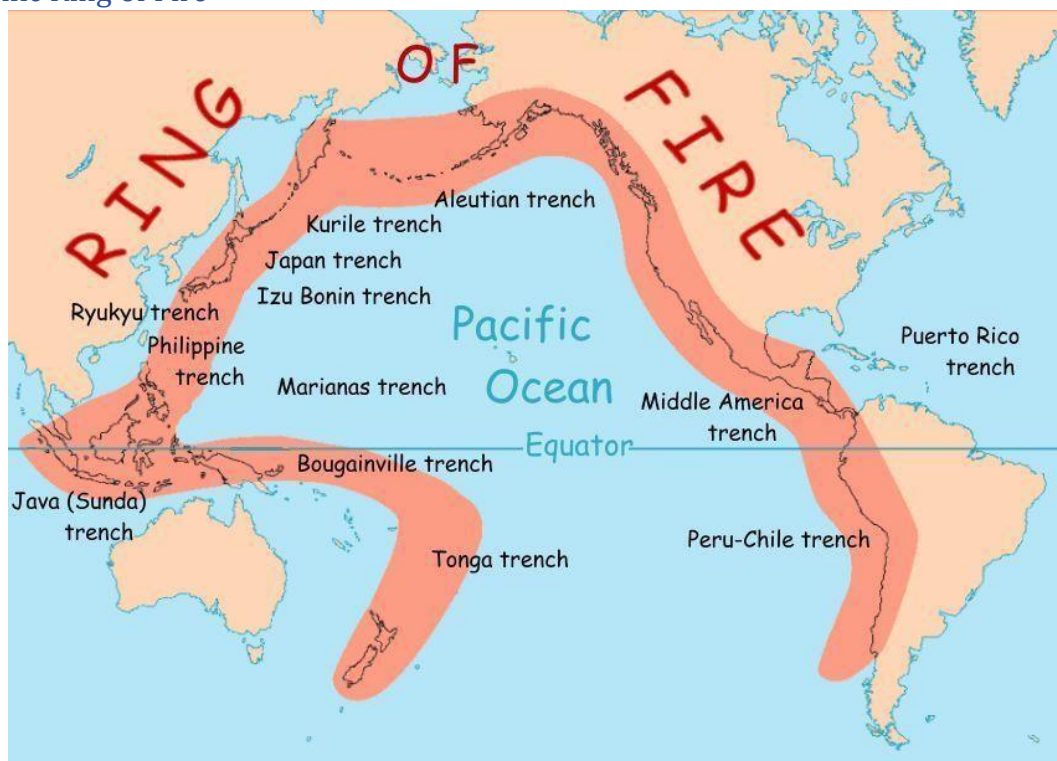 RING OF FIRE
Aleutian trench
Kurile trench
Japan trench
Izu Bonin trench
Ryukyu trench
Philippine
trench
Pacific
Ocean
Puerto Rico
trench
Marianas trench
Middle America
trench
Equator
Bougainville trench
Java (Sunda)
trench
Peru-Chile trench
Tonga trench